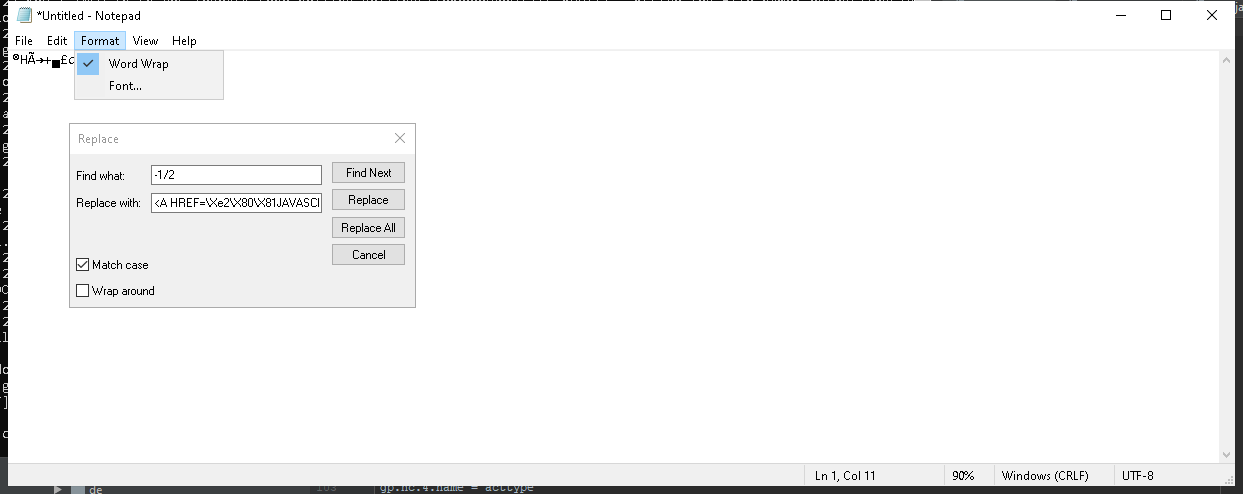 *Untitled - Notepad
File Edit Format View Help
Word Wrap
Font...
Replace
Find what: -1/2 Find Next
Replace with: <A HREF=\Xe2\X80\X81JAVASCI Replace
Replace All
Cancel
Match case
Wrap around
Ln 1, Col 11 90% Windows (CRLF) UTF-8
de 103 gp.nc.4.name = acttype